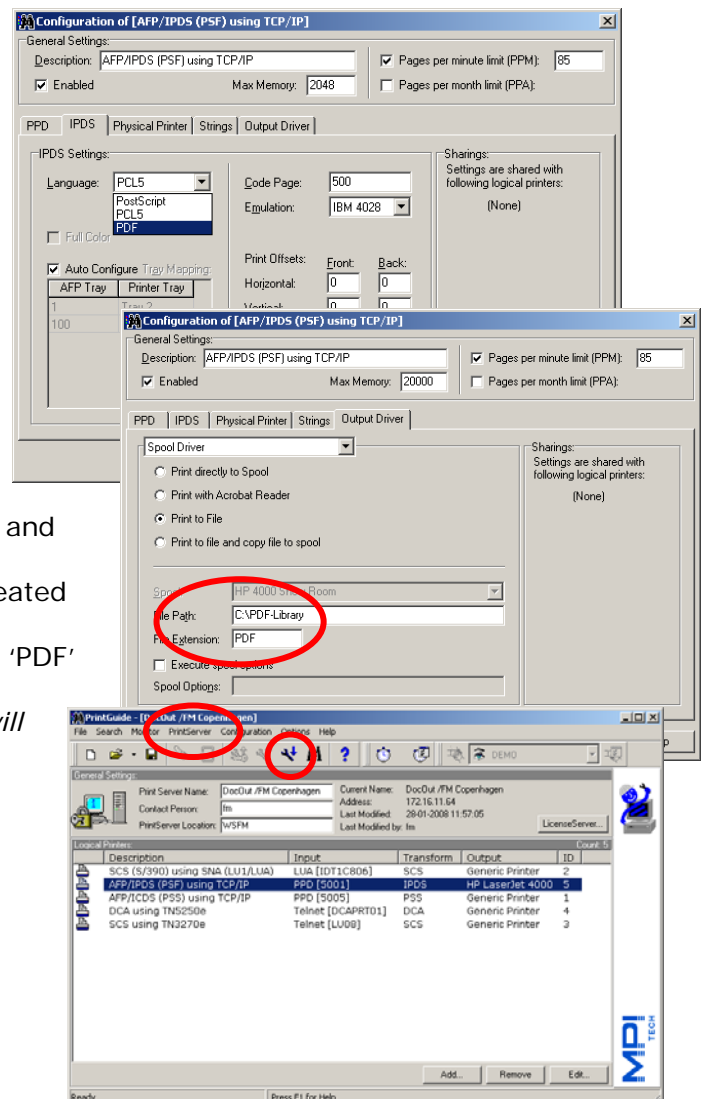 Configuration of [AFP/IPDS (PSF) using TCP/IP]
General Settings:
Description: AFP/IPDS (PSF) using TCP/IP
Pages per minute limit (PPM): 85
Enabled Max Memory: 2048 Pages per month limit (PPA):
PPD IPDS Physical Printer Strings Output Driver
IPDS Settings:
Language: PCL5
PostScript
PCL5
PDF
Full Color
Auto Configure Tray Mapping:
AFP Tray Printer Tray
1 Tray 2
100
Code Page: 500
Emulation: IBM 4028
Print Offsets: Front: Back:
Horizontal: 0 0
Vertical: 0 0
Sharings:
Settings are shared with
following logical printers:
(None)
Configuration of [AFP/IPDS (PSF) using TCP/IP]
General Settings:
Description: AFP/IPDS (PSF) using TCP/IP
Pages per minute limit (PPM): 85
Enabled Max Memory: 20000 Pages per month limit (PPA):
PPD IPDS Physical Printer Strings Output Driver
Spool Driver
Print directly to Spool
Print with Acrobat Reader
Print to File
Print to file and copy file to spool
HP 4000 Room
File Path: C:\PDF-Library
File Extension: PDF
Execute spool options
Spool Options:
Sharings:
Settings are shared with
following logical printers:
(None)
and
eated
'PDF'
will
PrintGuide - [DocOut /FM Copenhagen]
File Search Monitor PrintServer Configuration Options Help
DEMO
General Settings:
Print Server Name: DocOut /FM Copenhagen
Contact Person: fm
PrintServer Location: WSFM
Current Name: DocOut /FM Copenhagen
Address: 172.16.11.64
Last Modified: 28-01-2008 11:57:05
Last Modified by: fm
LicenseServer...
Logical Printers: Count: 5
Description Input Transform Output ID
SCS (S/390) using SNA (LU1/LUA) LUA [IDT1C806] SCS Generic Printer 2
AFP/IPDS (PSF) using TCP/IP PPD [5001] IPDS HP LaserJet 4000 5
AFP/ICDS (PSS) using TCP/IP PPD [5005] PSS Generic Printer 1
DCA using TN5250e Telnet [DCAPRT01] DCA Generic Printer 4
SCS using TN3270e Telnet [LU08] SCS Generic Printer 3
MPI TECH
Add... Remove Edit...
Ready Press F1 for Help